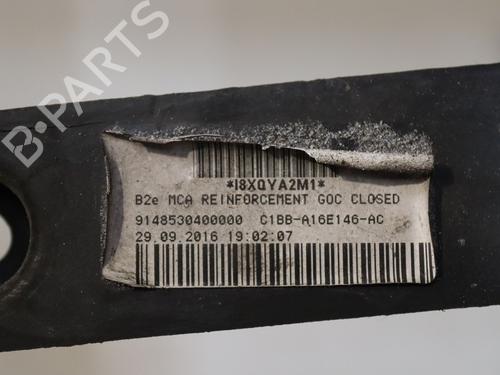 B-PARTS
*I8XQYA2M1*
B2e MCA REINFORCEMENT GOC CLOSED
9148530400000 C1BB-A16E146-AC
29.09.2016 19:02:07